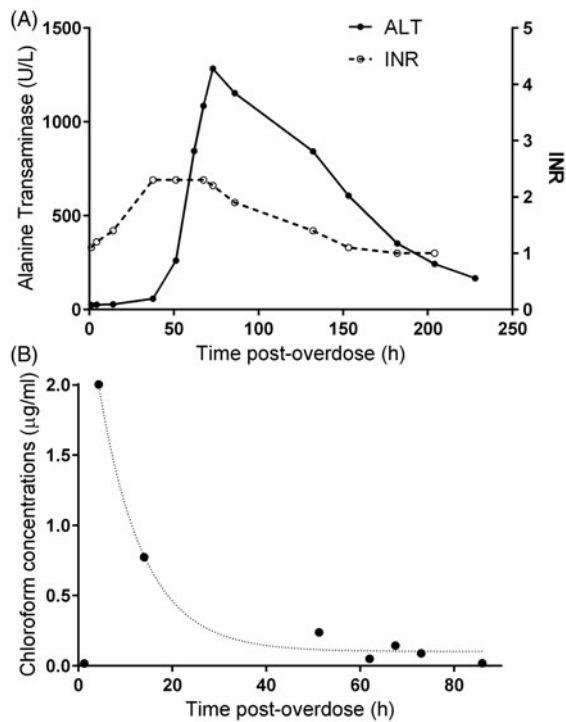 (A)
1500
1000
500
0
Alanine Transaminase (U/L)
ALT
INR
5
4
3
2
1
0
INR
0
50
100
150
200
250
Time post-overdose (h)
(B)
2.0
1.5
1.0
0.5
0.0
Chloroform concentrations (μg/ml)
0
20
40
60
80
Time post-overdose (h)